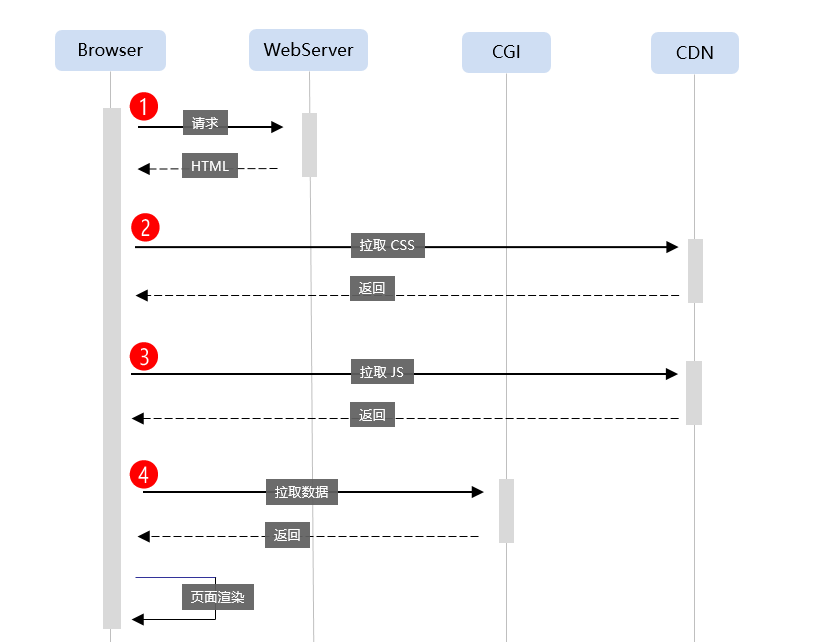 Browser
WebServer
CGI
CDN
1
请求
HTML
2
拉取 CSS
返回
3
拉取 JS
返回
4
拉取数据
返回
页面渲染